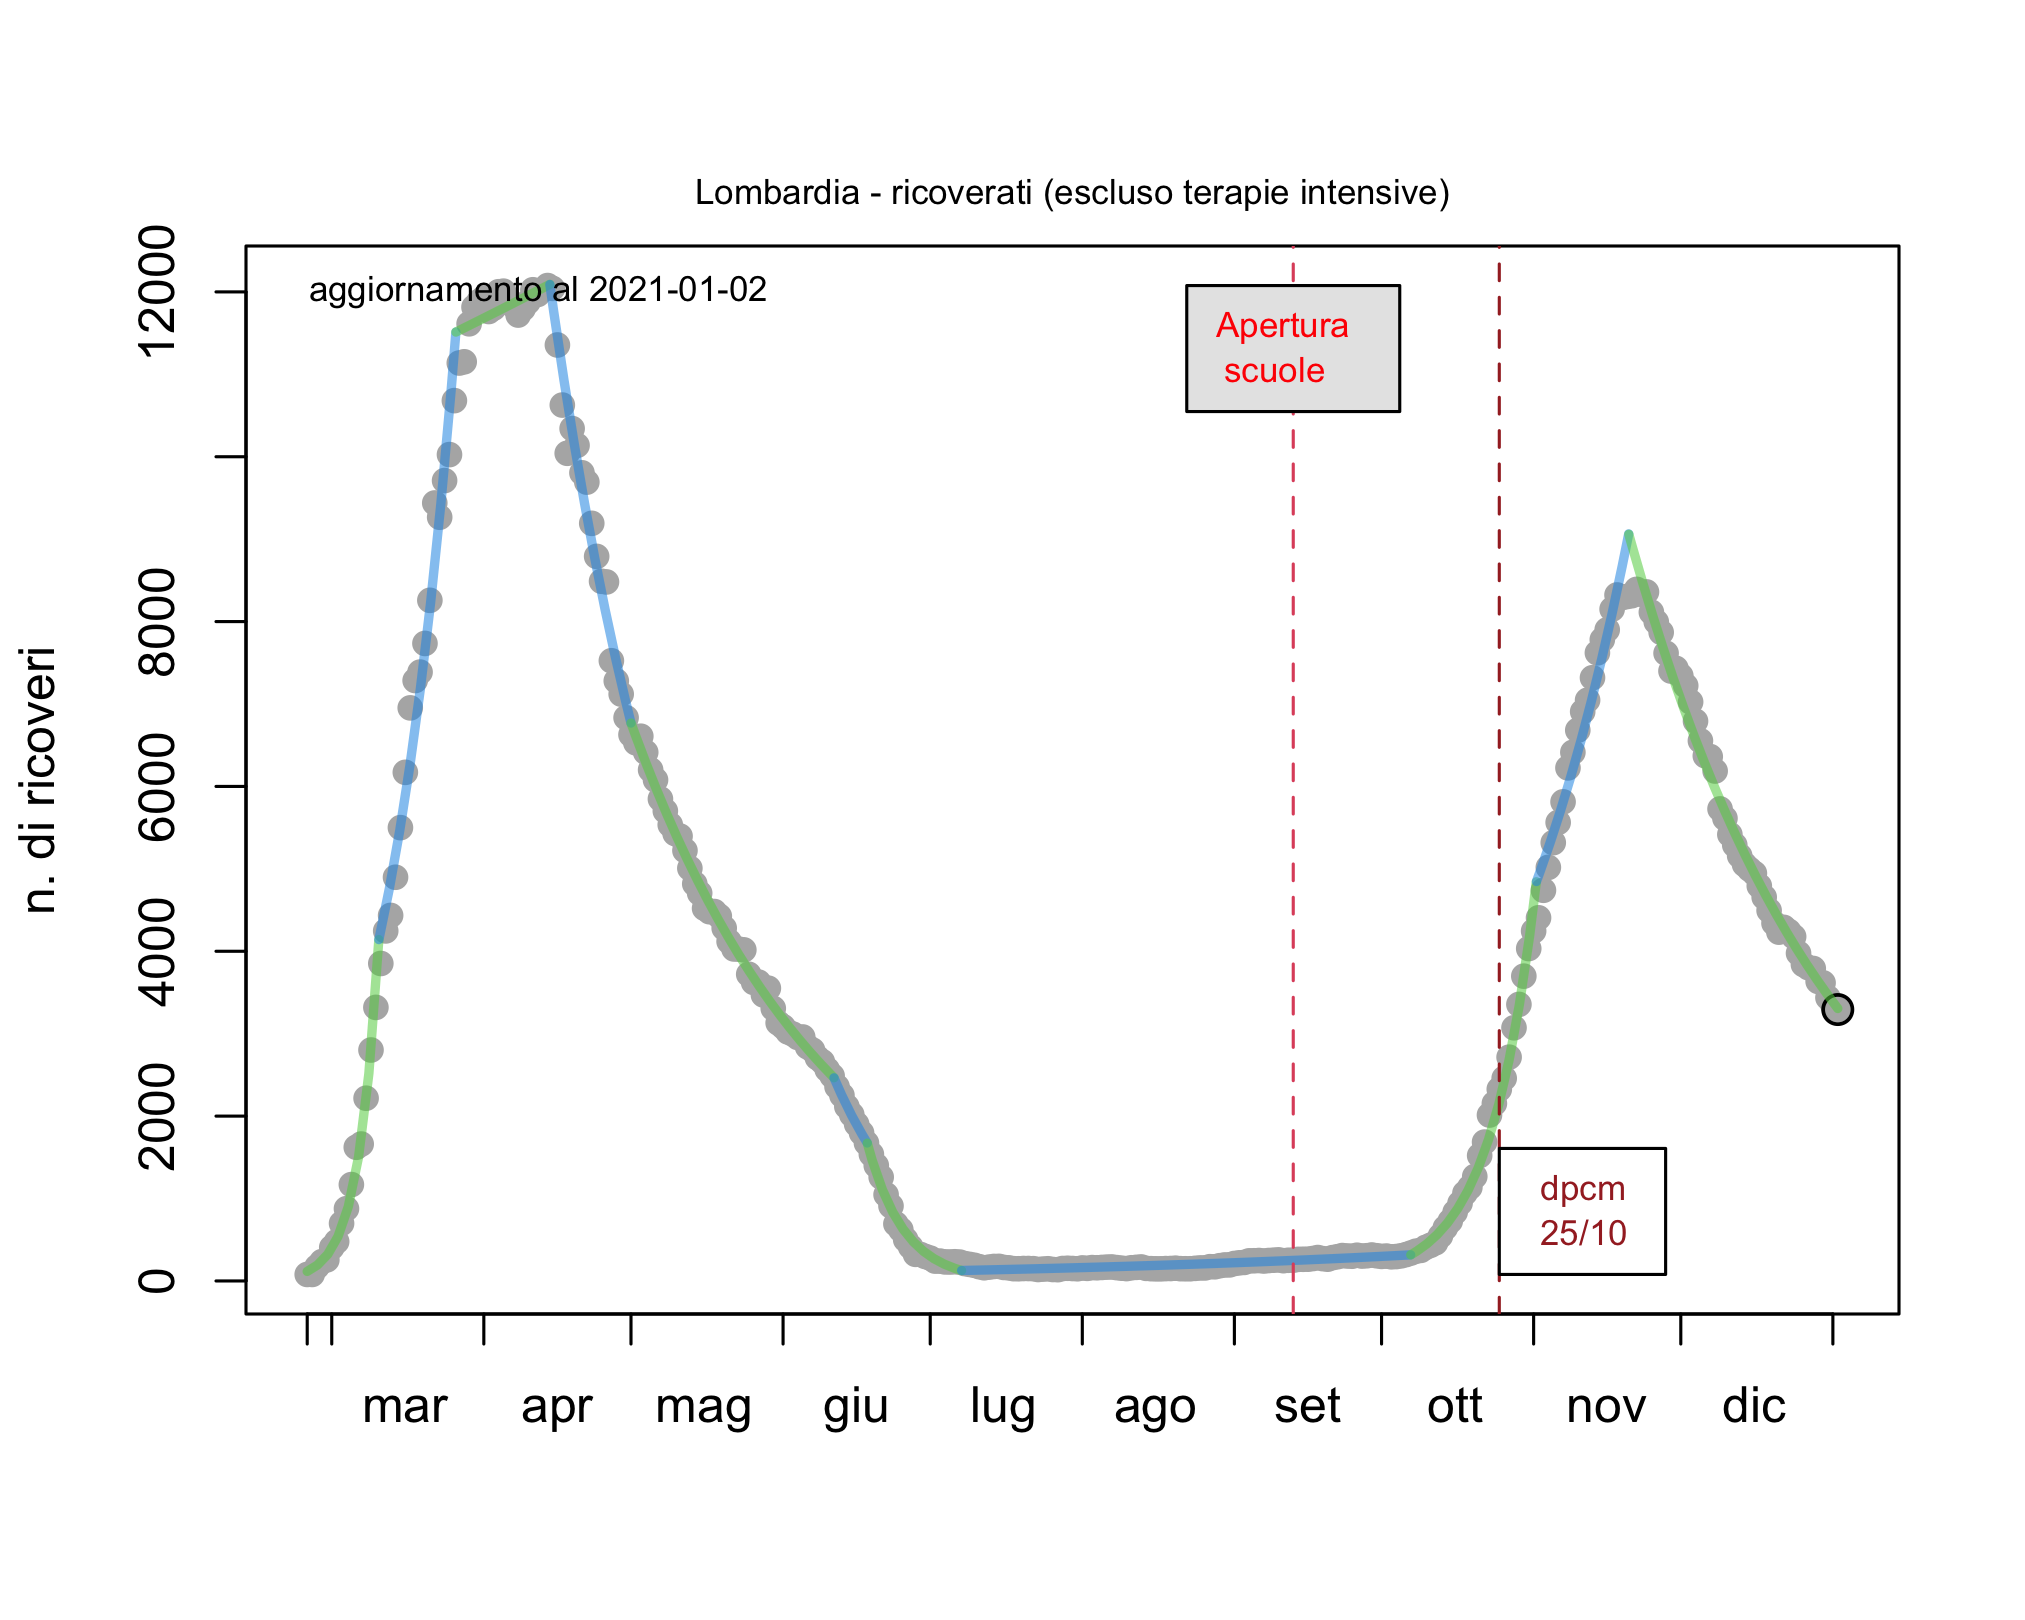 Lombardia - ricoverati (escluso terapie intensive)
aggiornamento al 2021-01-02
Apertura
scuole
dpcm
25/10
n. di ricoveri
12000
8000
6000
4000
2000
0
mar apr mag giu lug ago set ott nov dic